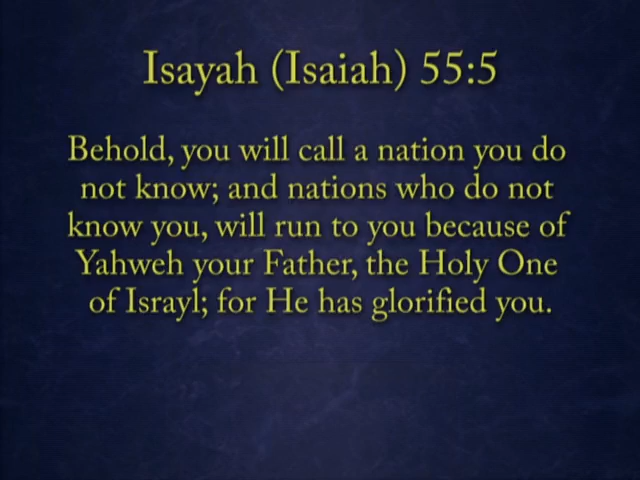 Isayah (Isaiah) 55:5
Behold, you will call a nation you do
not know; and nations who do not
know you, will run to you because of
Yahweh your Father, the Holy One
of Israyl; for He has glorified you.